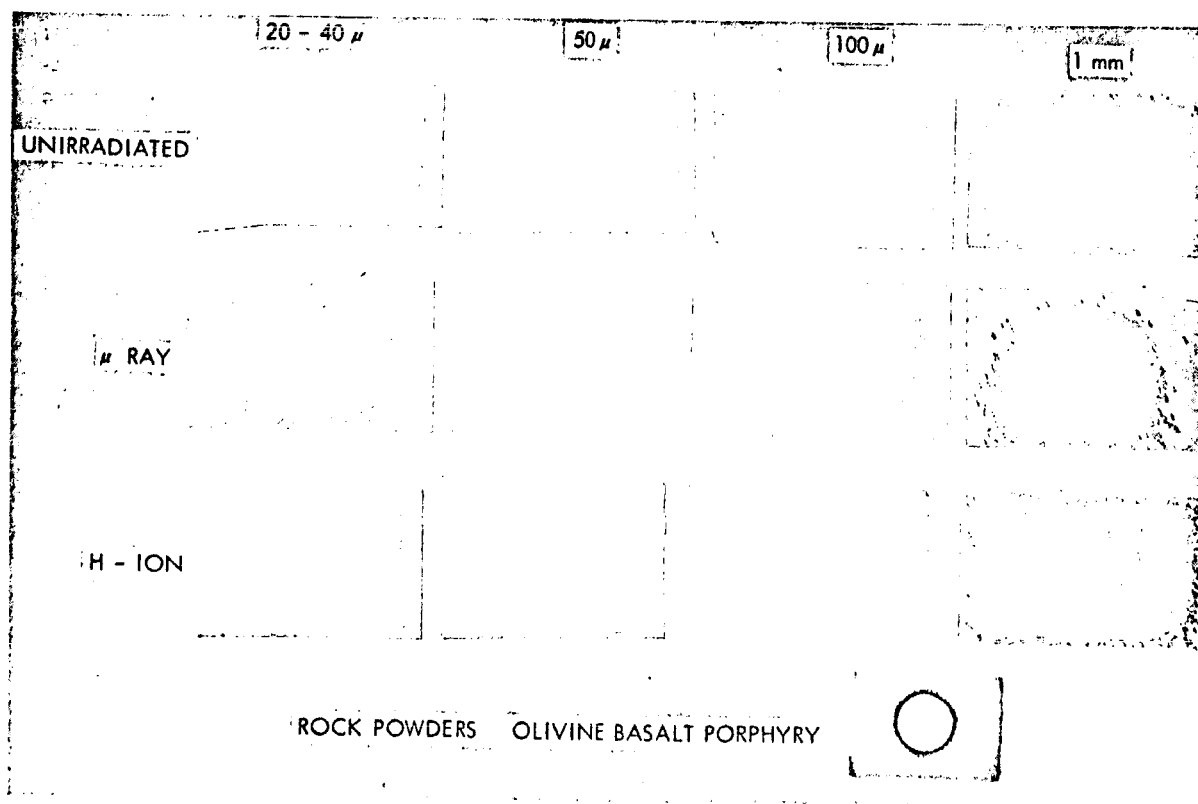 20 - 40 μ
50 μ
100 μ
1 mm
UNIRRADIATED
μ RAY
H - ION
ROCK POWDERS OLIVINE BASALT PORPHYRY